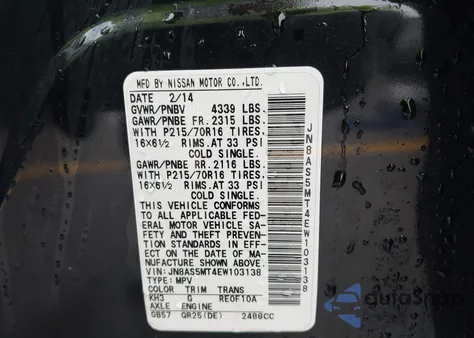 MFD BY NISSAN MOTOR CO., LTD.
DATE 2/14
GVWR/PNBV 4339 LBS.
GAWR/PNBE FR. 2315 LBS.
WITH P215/70R16 TIRES.
16X6½ RIMS.AT 33 PSI
COLD SINGLE.
GAWR/PNBE RR. 2116 LBS.
WITH P215/70R16 TIRES.
16X6½ RIMS.AT 33 PSI
COLD SINGLE.
THIS VEHICLE CONFORMS
TO ALL APPLICABLE FED-
ERAL MOTOR VEHICLE SA-
FETY AND THEFT PREVEN-
TION STANDARDS IN EFF-
ECT ON THE DATE OF MA-
NUFACTURE SHOWN ABOVE.
VIN: JN8AS5MT4EW103138
TYPE: MPV
COLOR TRIM TRANS
KH3 G RE0F10A
AXLE ENGINE
GB57 QR25(DE) 2488CC
JN8AS5MT4EW103138